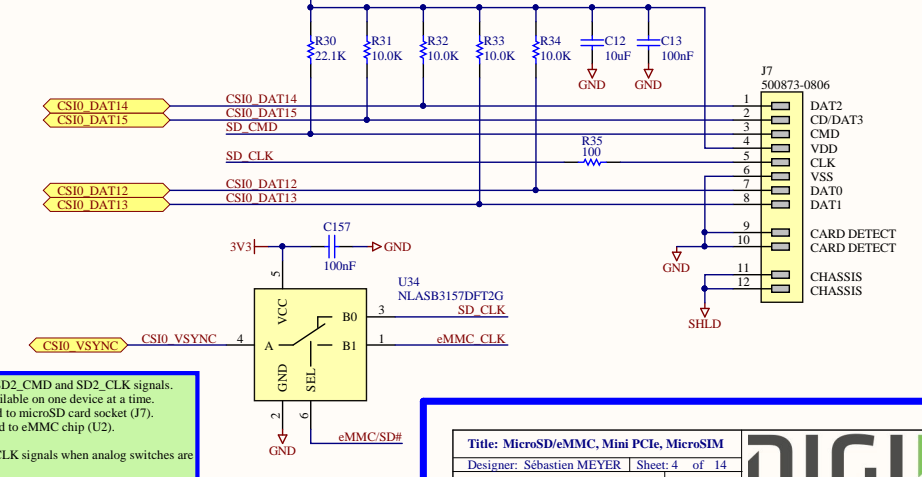 R30 R31 R32 R33 R34 C12 C13
22.1K 10.0K 10.0K 10.0K 10.0K 10uF 100nF
GND GND
J7
500873-0806
CSI0_DAT14 CSI0_DAT14 1 DAT2
CSI0_DAT15 CSI0_DAT15 2 CD/DAT3
SD_CMD 3 CMD
4 VDD
R35
100
SD_CLK 5 CLK
6 VSS
CSI0_DAT12 CSI0_DAT12 7 DAT0
CSI0_DAT13 CSI0_DAT13 8 DAT1
9 CARD DETECT
10 CARD DETECT
GND
11 CHASSIS
12 CHASSIS
SHLD
C157
3V3 GND
100nF
U34
NLASB3157DFT2G
5
VCC
B0 3 SD_CLK
CSI0_VSYNC CSI0_VSYNC 4 A B1 1 eMMC_CLK
GND SEL
2 6
GND
eMMC/SD#
SD2_CMD and SD2_CLK signals.
ilable on one device at a time.
d to microSD card socket (J7).
d to eMMC chip (U2).
CLK signals when analog switches are
Title: MicroSD/eMMC, Mini PCIe, MicroSIM
Designer: Sébastien MEYER Sheet: 4 of 14
DIGI